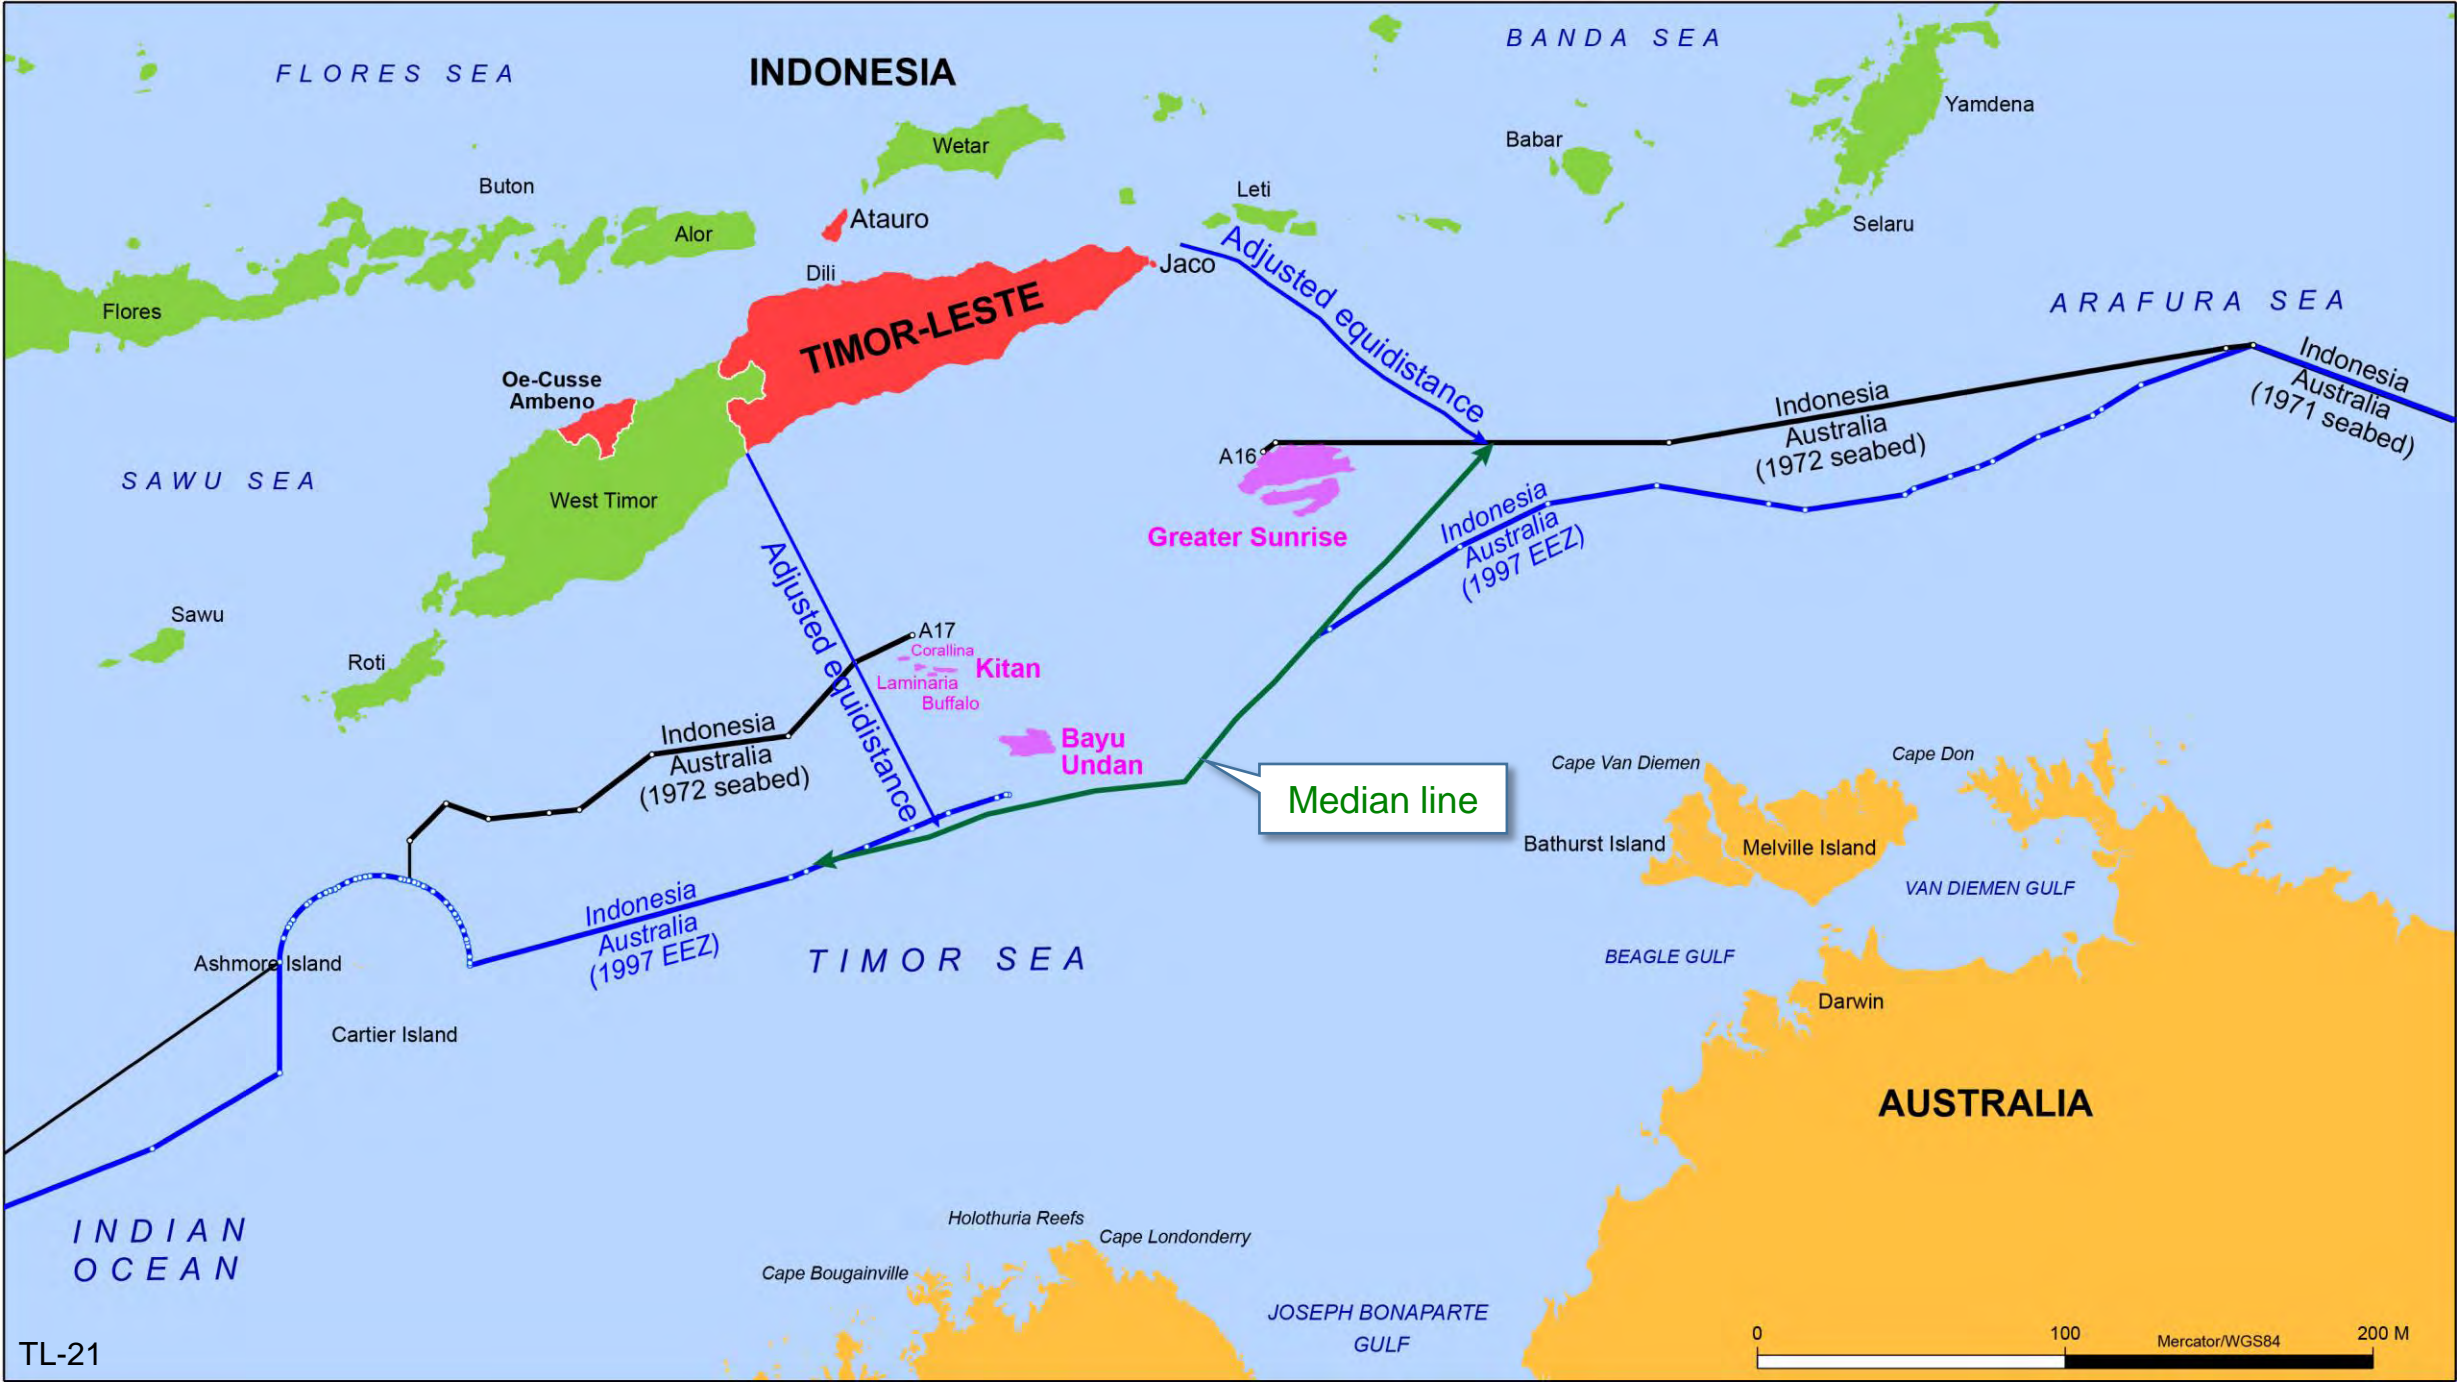 FLORES SEA
INDONESIA
BANDA SEA
Yamdena
Wetar
Babar
Buton
Leti
Atauro
Selaru
Alor
Adjusted equidistance
Jaco
Dili
ARAFURA SEA
Flores
TIMOR-LESTE
Indonesia
Australia
(1971 seabed)
Oe-Cusse
Ambeno
Indonesia
Australia
(1972 seabed)
A16
SAWU SEA
West Timor
Greater Sunrise
Indonesia
Australia
(1997 EEZ)
Adjusted equidistance
Sawu
A17
Corallina
Kitan
Roti
Laminaria
Buffalo
Indonesia
Australia
(1972 seabed)
Bayu
Undan
Cape Van Diemen
Cape Don
Median line
Bathurst Island
Melville Island
VAN DIEMEN GULF
Indonesia
Australia
(1997 EEZ)
TIMOR SEA
BEAGLE GULF
Ashmore Island
Darwin
Cartier Island
AUSTRALIA
INDIAN
OCEAN
Holothuria Reefs
Cape Londonderry
Cape Bougainville
JOSEPH BONAPARTE
GULF
0 100 200 M
Mercator/WGS84
TL-21